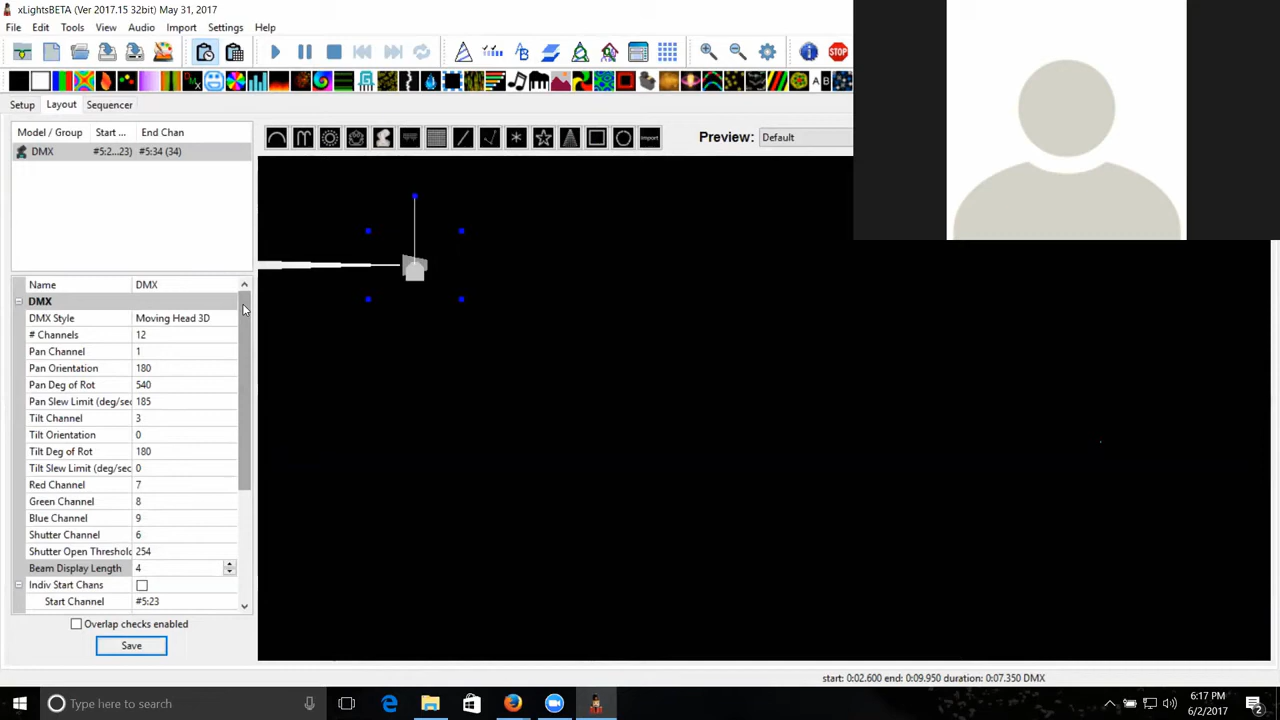 xLightsBETA (Ver 2017.15 32bit) May 31, 2017
File Edit Tools View Audio Import Settings Help
STOP
DMX
A B
Setup Layout Sequencer
Model / Group Start ... End Chan
DMX #5:2...23) #5:34 (34)
import
Preview: Default
Name DMX
DMX
DMX Style Moving Head 3D
# Channels 12
Pan Channel 1
Pan Orientation 180
Pan Deg of Rot 540
Pan Slew Limit (deg/sec 185
Tilt Channel 3
Tilt Orientation 0
Tilt Deg of Rot 180
Tilt Slew Limit (deg/sec 0
Red Channel 7
Green Channel 8
Blue Channel 9
Shutter Channel 6
Shutter Open Threshold 254
Beam Display Length 4
Indiv Start Chans
Start Channel #5:23
Overlap checks enabled
Save
start: 0:02.600 end: 0:09.950 duration: 0:07.350 DMX
Type here to search
6:17 PM
6/2/2017
2